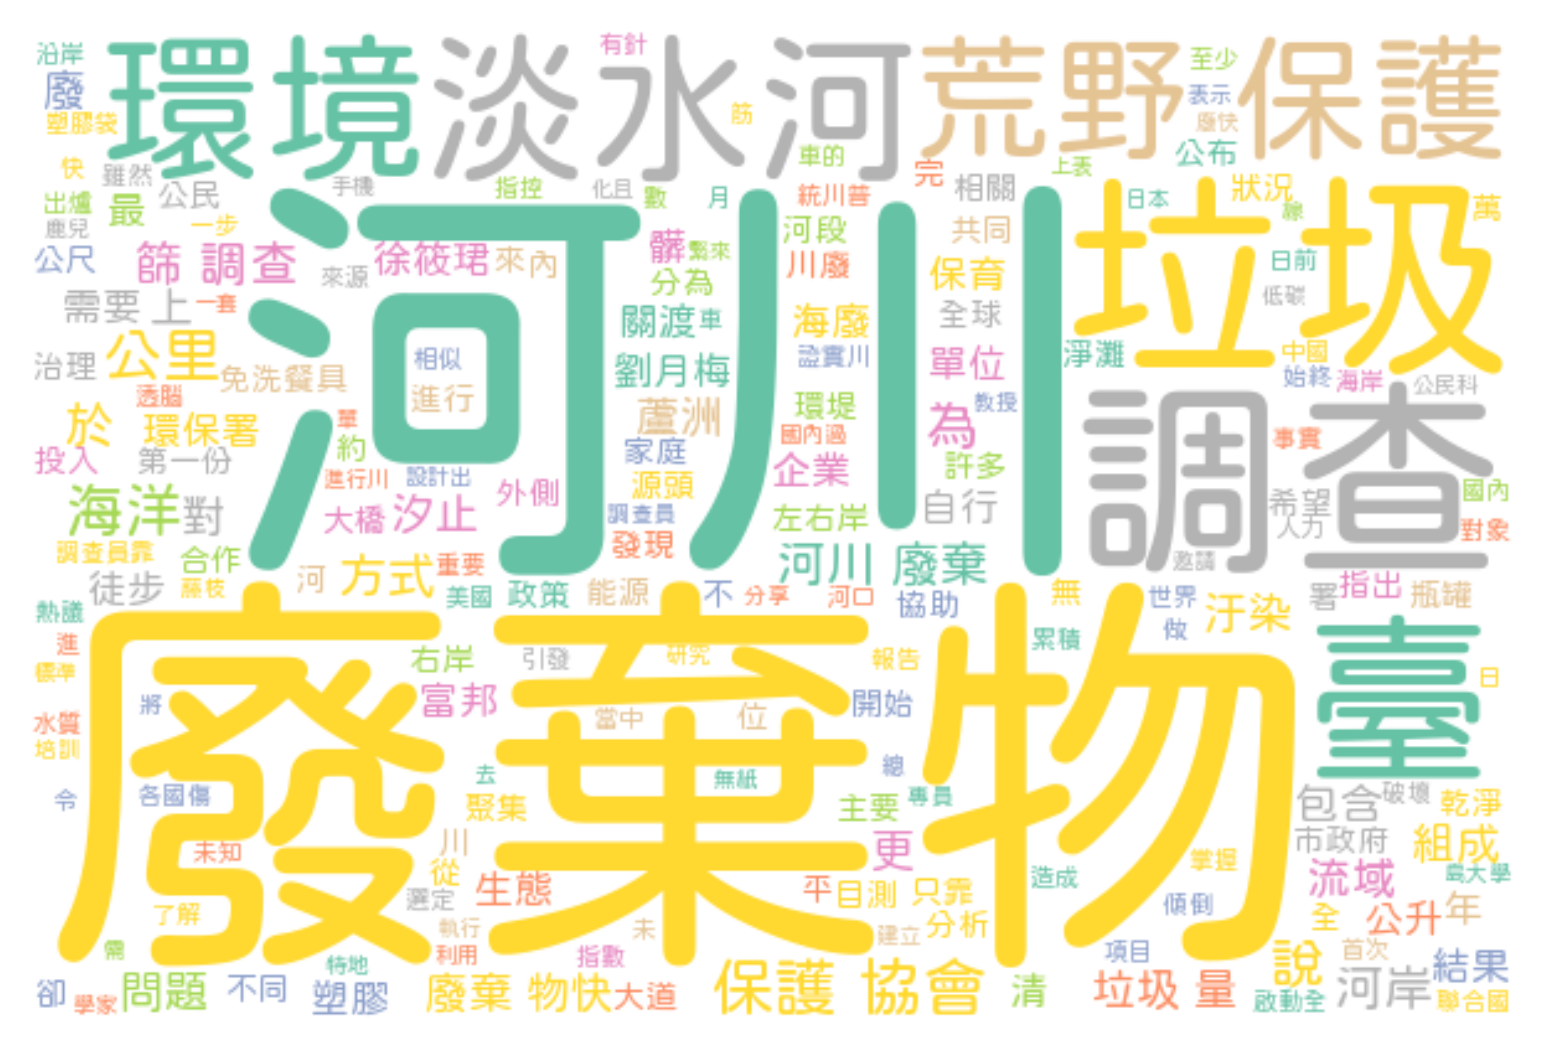 沿岸
環境
淡水河
有針
荒野保護
至少
廢
表示
塑膠袋
筋
廢快
公布
快
雖然
公民
手機
指控
化且
數
月
車的
統川普
完
相關
上表
日本
狀況
線
萬
出爐
最
鹿兒
一步
河川
垃圾
公尺
篩 調查
來源
徐筱珺
來
內
髒
繫來
分為
河段
川廢
共同
保育
日前
需要
上
一套
關渡
車
海廢
全球
低碳
治理
公里
免洗餐具
相似
進行
劉月梅
單位
淨灘
中國
始終
海岸
公民科
透腦
於
環保署
單
約
蘆洲
環堤
國內過
為
教授
調查
事實
投入
第一份
進行川
設計出
家庭
源頭
企業
許多
海洋
對
大橋
汐止
外側
調查員
發現
左右岸
自行
希望
人力
國內
對象
調查員靠
合作
河川 廢棄
邀請
徒步
藤枝
河
方式
重要
美國
政策
能源
不
分享
河口
協助
無
世界
做
汙染
署
指出
瓶罐
熱議
進
標準
廢棄物
右岸
引發
研究
報告
累積
臺
日
水質
培訓
將
富邦
當中
位
開始
令
各國傷
去
聚集
無紙
總
主要
專員
包含
破壞
乾淨
未知
川
從
更
掌握
市政府
組成
了解
選定
生態
平
目測
只靠
造成
流域
島大學
傾倒
全
公升
年
執行
未
建立
分析
需
利用
特地
指數
項目
說
首次
結果
卻
學家
問題
不同
塑膠
廢棄 物快
大道
保護 協會
清
垃圾 量
啟動全
河岸
聯合國